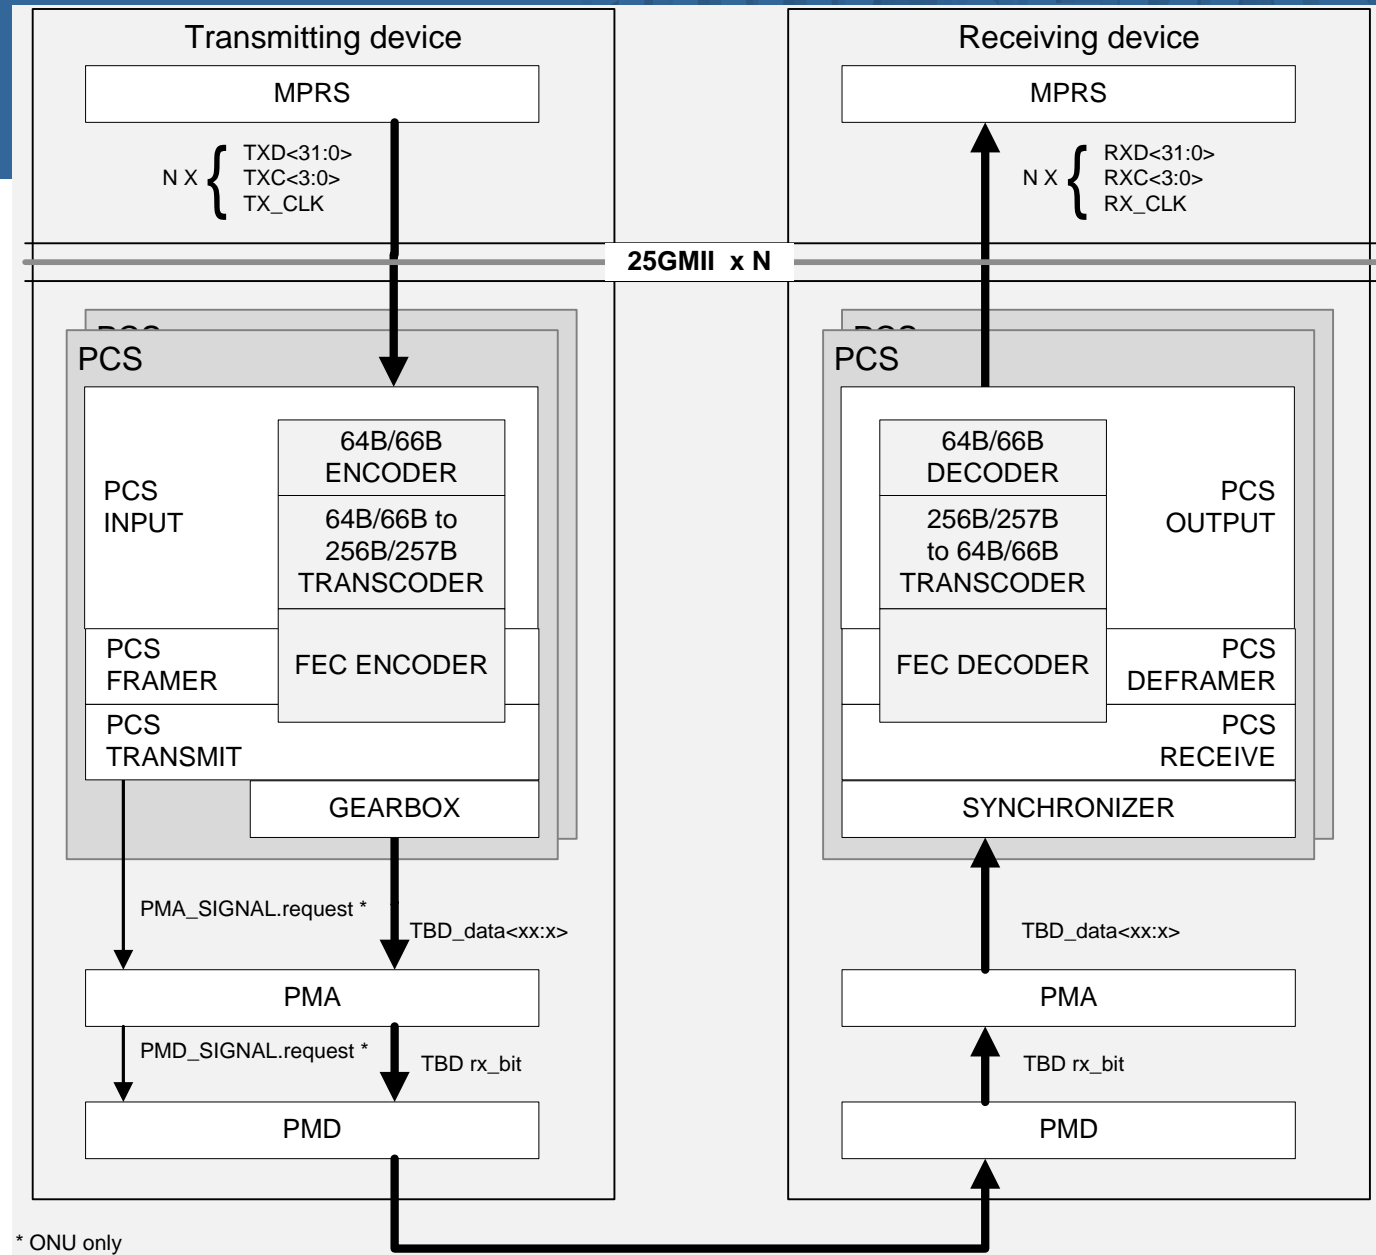 Transmitting device
MPRS
N X { TXD<31:0>
TXC<3:0>
TX_CLK
Receiving device
MPRS
N X { RXD<31:0>
RXC<3:0>
RX_CLK
25GMII x N
PCS
PCS
INPUT
64B/66B
ENCODER
64B/66B to
256B/257B
TRANSCODER
FEC ENCODER
PCS
FRAMER
PCS
TRANSMIT
GEARBOX
PMA_SIGNAL.request *
TBD_data<xx:x>
PMA
PMD_SIGNAL.request *
TBD rx_bit
PMD
PCS
64B/66B
DECODER
256B/257B
to 64B/66B
TRANSCODER
FEC DECODER
PCS
OUTPUT
PCS
DEFRAMER
PCS
RECEIVE
SYNCHRONIZER
TBD_data<xx:x>
PMA
TBD rx_bit
PMD
* ONU only